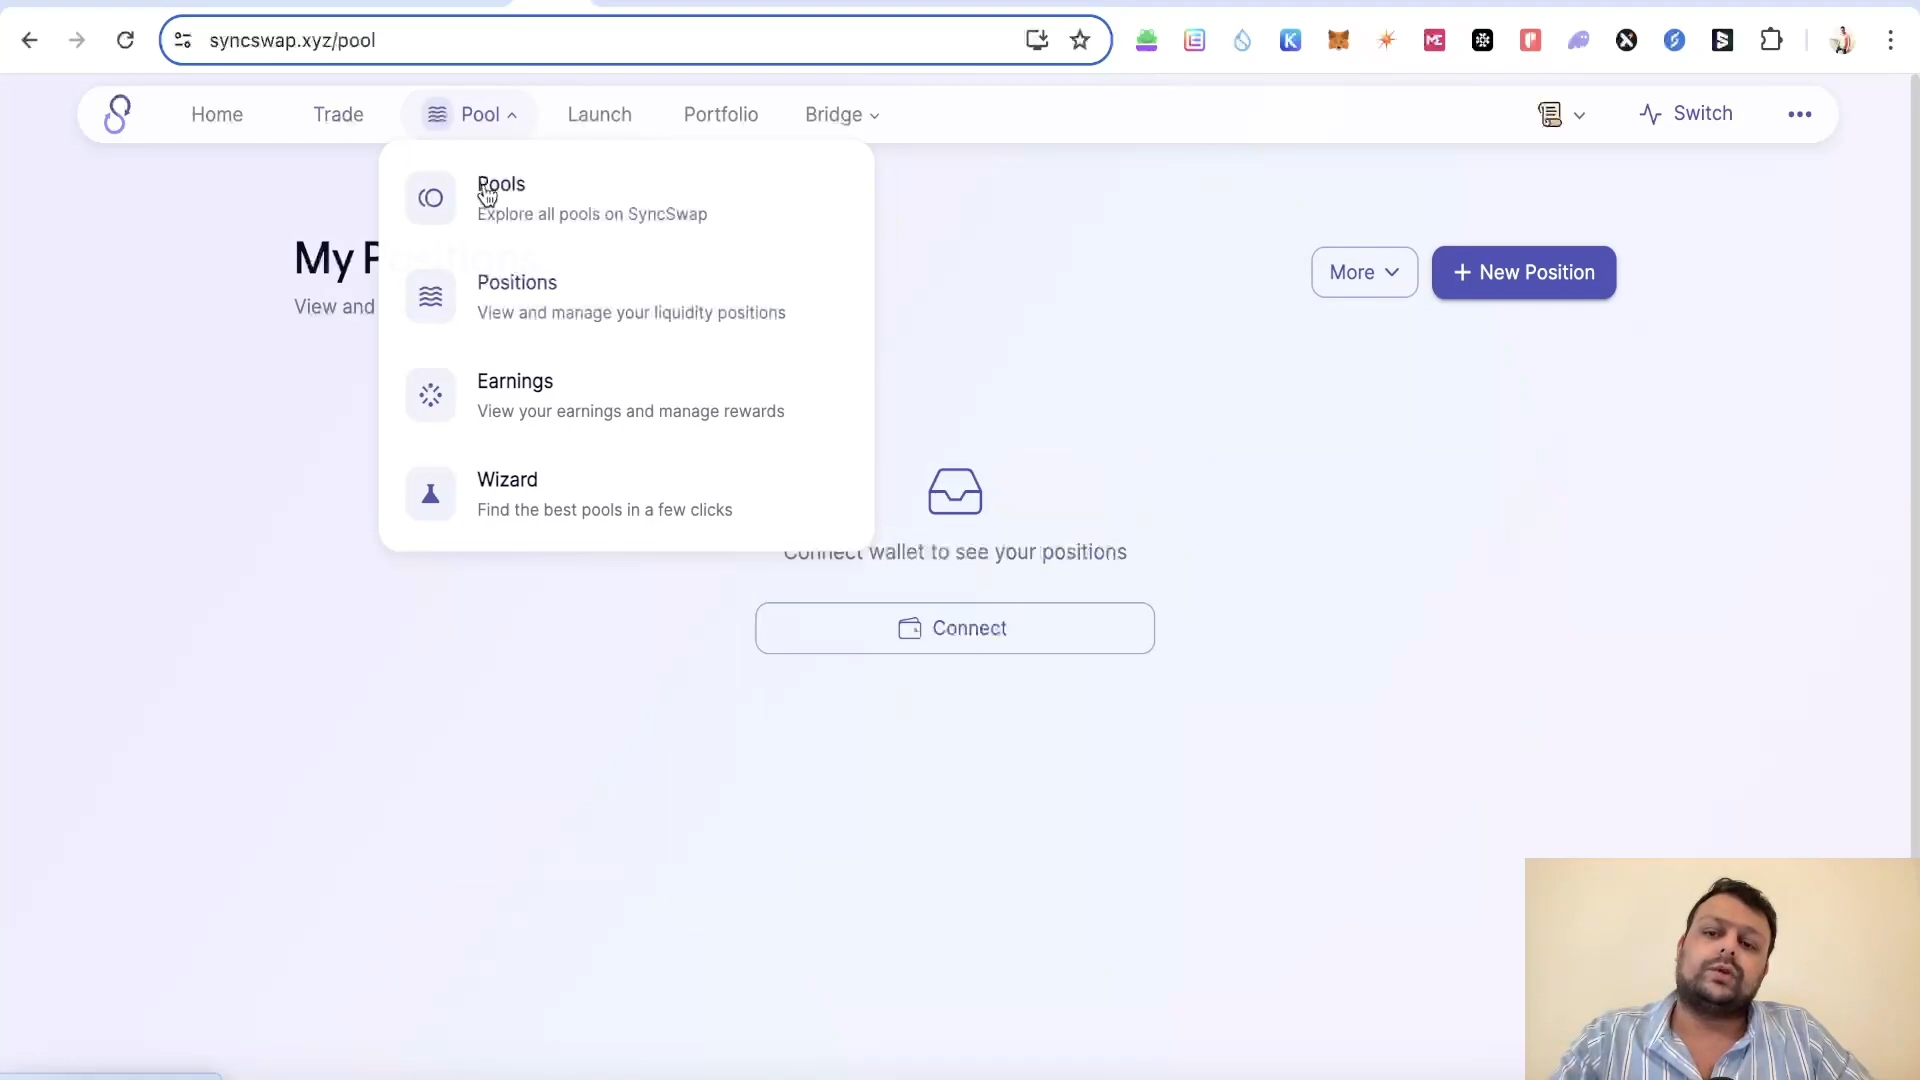 syncswap.xyz/pool
Home
Trade
Pool
Launch
Portfolio
Bridge
Switch
Pools
Explore all pools on SyncSwap
My P
View and
More
+ New Position
Positions
View and manage your liquidity positions
Earnings
View your earnings and manage rewards
Wizard
Find the best pools in a few clicks
Connect wallet to see your positions
Connect